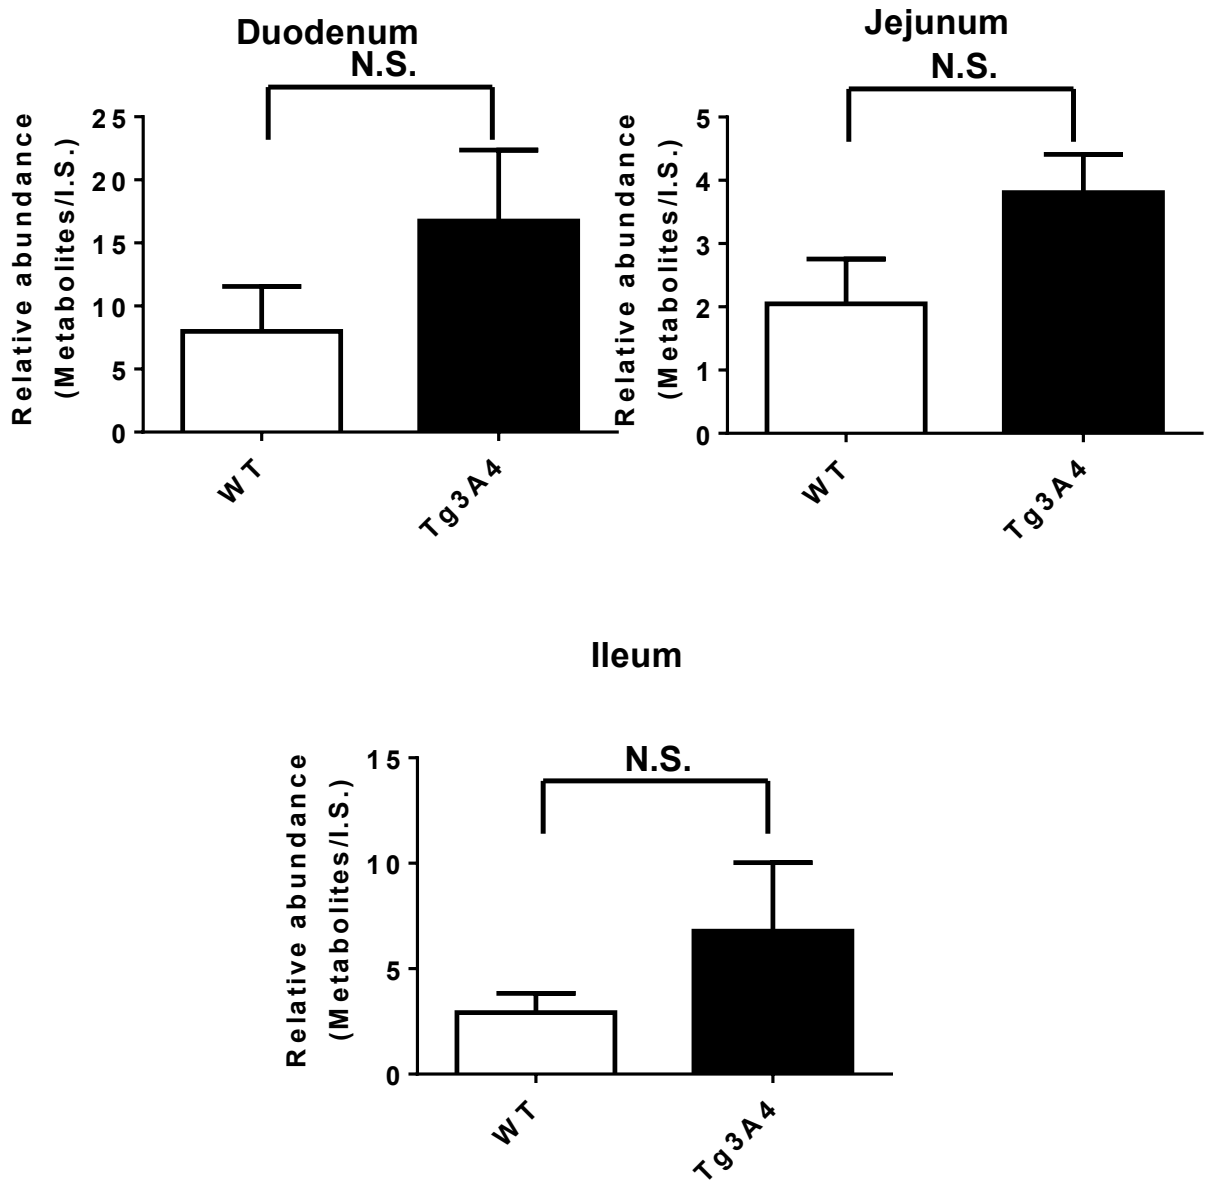 Duodenum
N.S.
Relative abundance
(Metabolites/I.S.)
25
20
15
10
5
0
WT
Tg3A4
Jejunum
N.S.
Relative abundance
(Metabolites/I.S.)
5
4
3
2
1
0
WT
Tg3A4
Ileum
N.S.
Relative abundance
(Metabolites/I.S.)
15
10
5
0
WT
Tg3A4